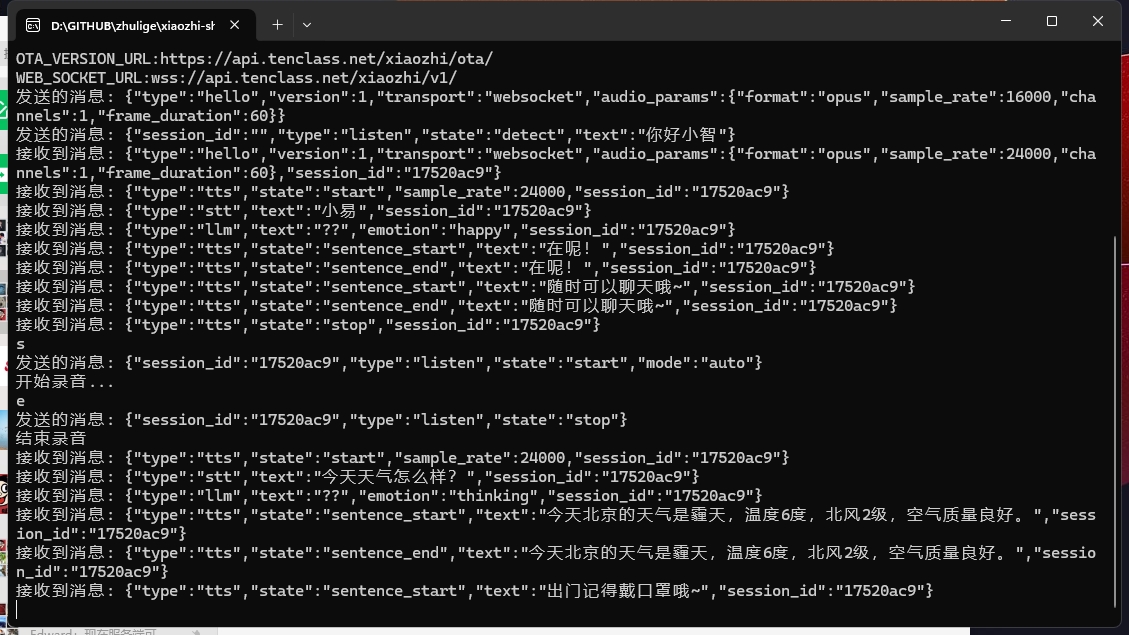 D:\GITHUB\zhulige\xiaozhi-sh
OTA_VERSION_URL:https://api.tenclass.net/xiaozhi/ota/
WEB_SOCKET_URL:wss://api.tenclass.net/xiaozhi/v1/
发送的消息: {"type":"hello","version":1,"transport":"websocket","audio_params":{"format":"opus","sample_rate":16000,"cha
nnels":1,"frame_duration":60}}
发送的消息: {"session_id":"","type":"listen","state":"detect","text":"你好小智"}
接收到消息: {"type":"hello","version":1,"transport":"websocket","audio_params":{"format":"opus","sample_rate":24000,"cha
nnels":1,"frame_duration":60},"session_id":"17520ac9"}
接收到消息: {"type":"tts","state":"start","sample_rate":24000,"session_id":"17520ac9"}
接收到消息: {"type":"stt","text":"小易","session_id":"17520ac9"}
接收到消息: {"type":"llm","text":"??","emotion":"happy","session_id":"17520ac9"}
接收到消息: {"type":"tts","state":"sentence_start","text":"在呢！","session_id":"17520ac9"}
接收到消息: {"type":"tts","state":"sentence_end","text":"在呢！","session_id":"17520ac9"}
接收到消息: {"type":"tts","state":"sentence_start","text":"随时可以聊天哦~","session_id":"17520ac9"}
接收到消息: {"type":"tts","state":"sentence_end","text":"随时可以聊天哦~","session_id":"17520ac9"}
接收到消息: {"type":"tts","state":"stop","session_id":"17520ac9"}
s
发送的消息: {"session_id":"17520ac9","type":"listen","state":"start","mode":"auto"}
开始录音...
e
发送的消息: {"session_id":"17520ac9","type":"listen","state":"stop"}
结束录音
接收到消息: {"type":"tts","state":"start","sample_rate":24000,"session_id":"17520ac9"}
接收到消息: {"type":"stt","text":"今天天气怎么样？","session_id":"17520ac9"}
接收到消息: {"type":"llm","text":"??","emotion":"thinking","session_id":"17520ac9"}
接收到消息: {"type":"tts","state":"sentence_start","text":"今天北京的天气是霾天，温度6度，北风2级，空气质量良好。","sess
ion_id":"17520ac9"}
接收到消息: {"type":"tts","state":"sentence_end","text":"今天北京的天气是霾天，温度6度，北风2级，空气质量良好。","sessio
n_id":"17520ac9"}
接收到消息: {"type":"tts","state":"sentence_start","text":"出门记得戴口罩哦~","session_id":"17520ac9"}